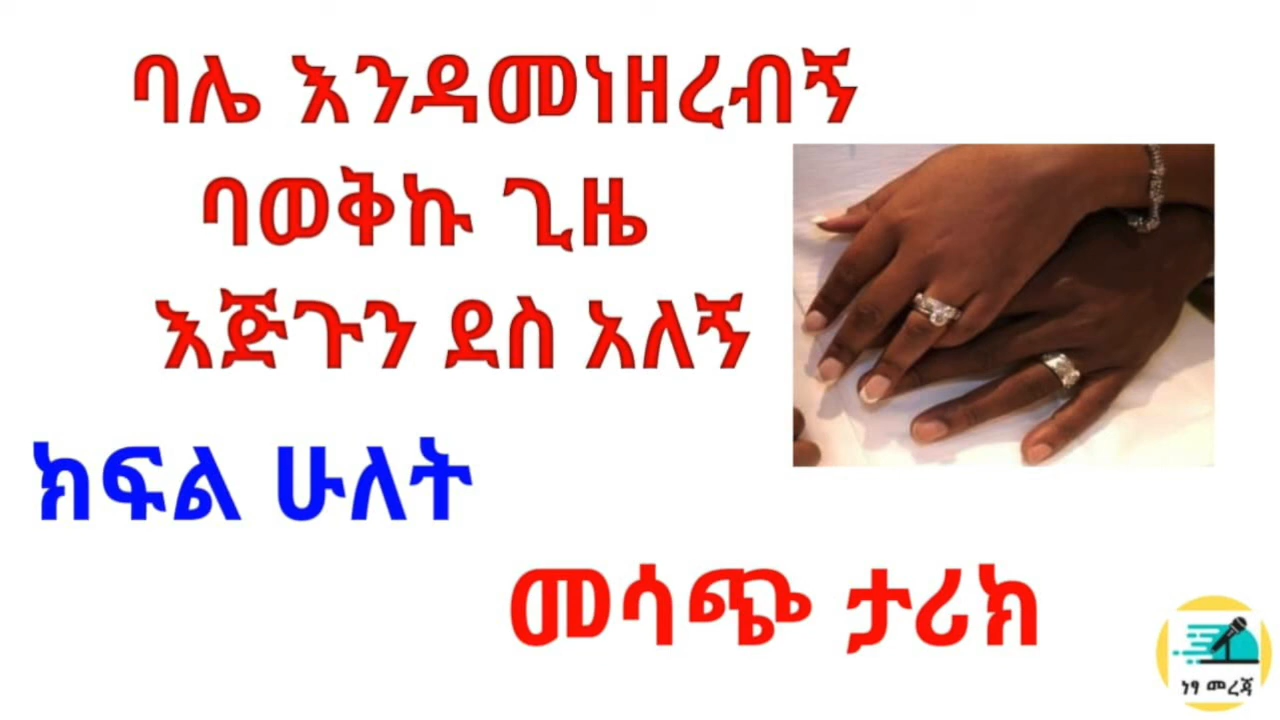 ባሌ እንዳመነዘረብኝ
ባወቅኩ ጊዜ
እጅጉን ደስ አለኝ
ክፍል ሁለት
መሳጭ ታሪክ
ነፃ መረጃ